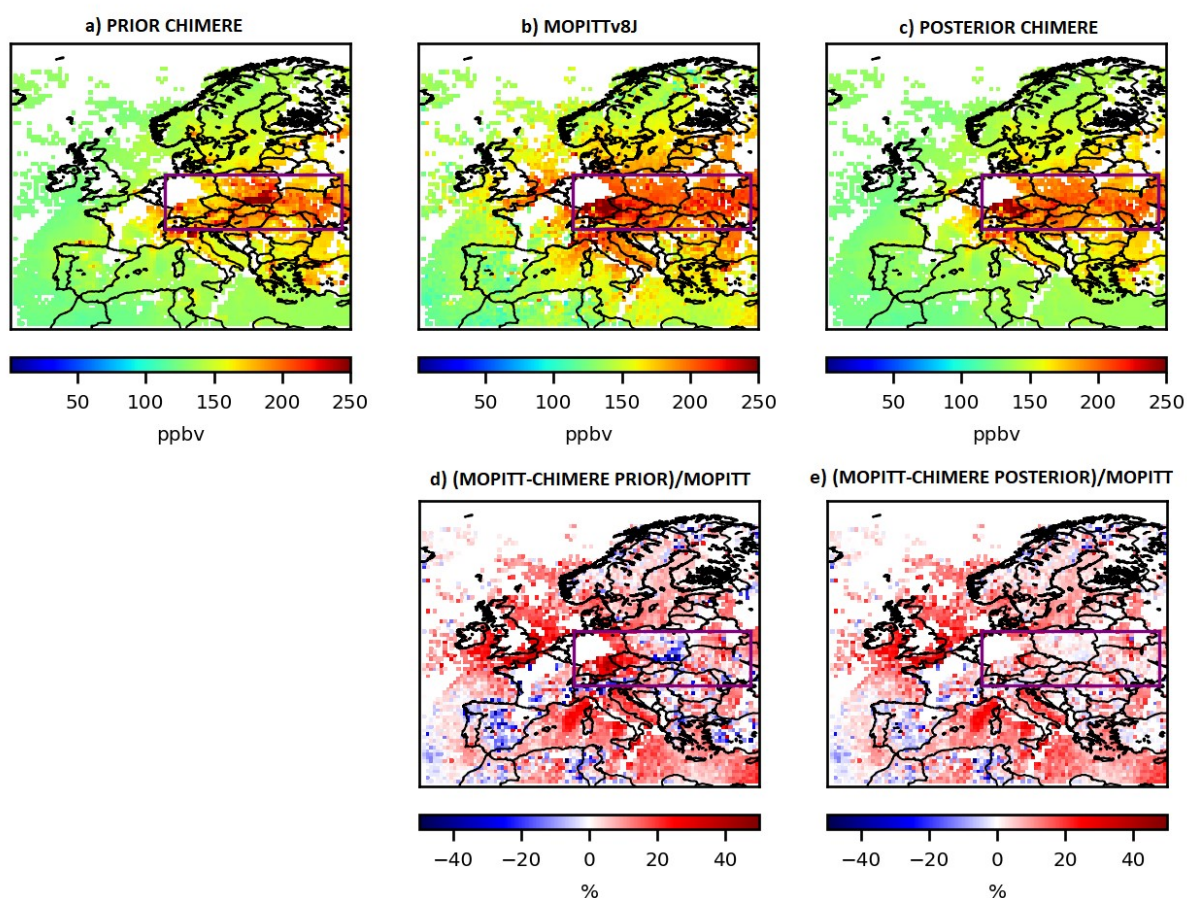 a) PRIOR CHIMERE
b) MOPITTv8J
c) POSTERIOR CHIMERE
50 100 150 200 250
ppbv
50 100 150 200 250
ppbv
50 100 150 200 250
ppbv
d) (MOPITT-CHIMERE PRIOR)/MOPITT
e) (MOPITT-CHIMERE POSTERIOR)/MOPITT
−40 −20 0 20 40
%
−40 −20 0 20 40
%